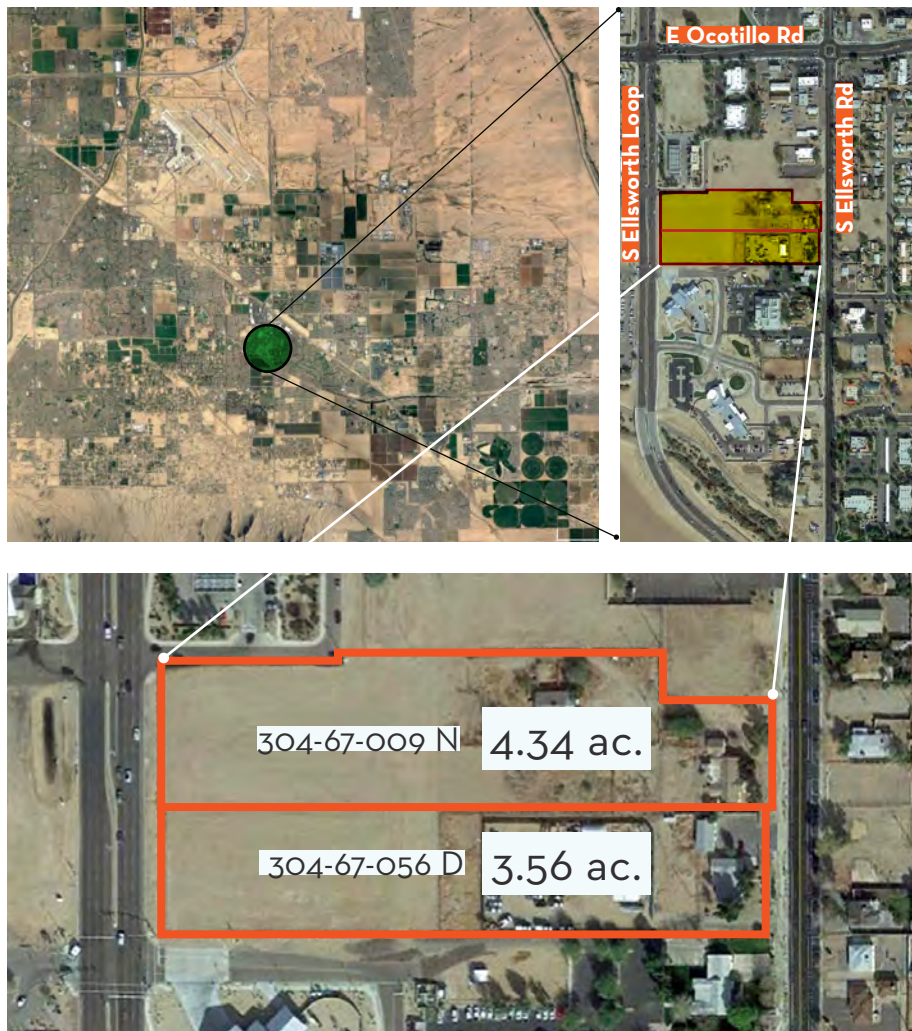 E Ocotillo Rd
S Ellsworth Loop
S Ellsworth Rd
304-67-009 N
4.34 ac.
304-67-056 D
3.56 ac.